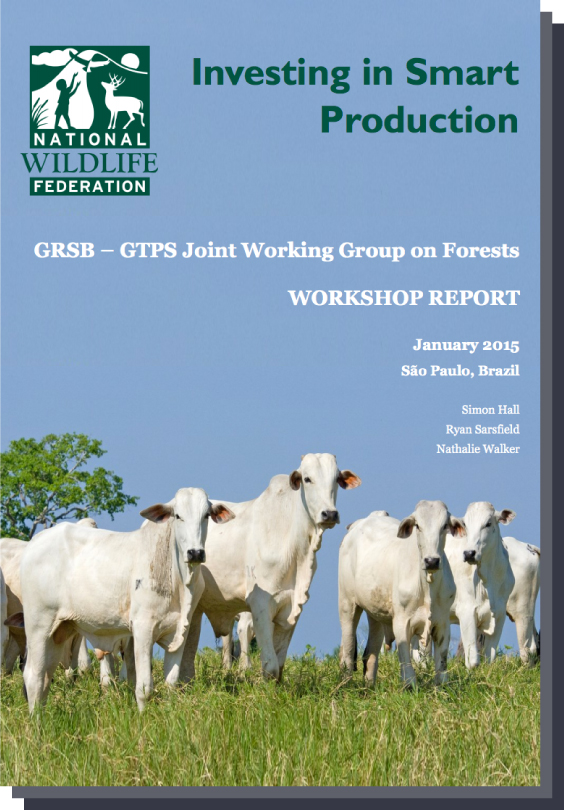 Investing in Smart
Production
NATIONAL
WILDLIFE
FEDERATION
GRSB – GTPS Joint Working Group on Forests
WORKSHOP REPORT
January 2015
São Paulo, Brazil
Simon Hall
Ryan Sarsfield
Nathalie Walker